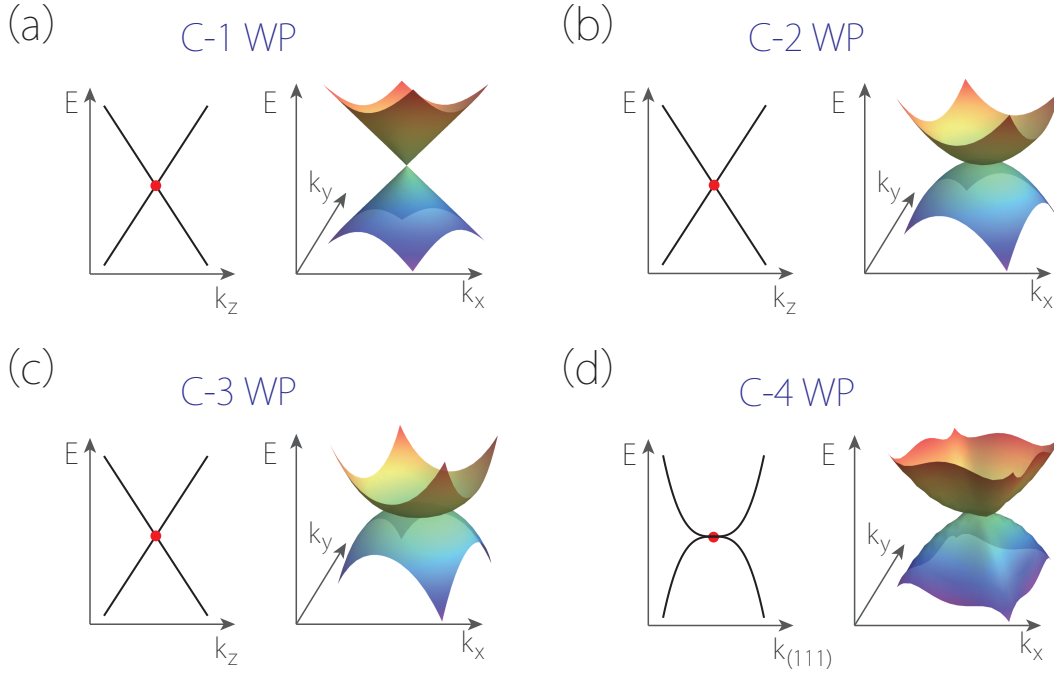 (a)
C-1 WP
E
k_z
E
k_y
k_x
(b)
C-2 WP
E
k_z
E
k_y
k_x
(c)
C-3 WP
E
k_z
E
k_y
k_x
(d)
C-4 WP
E
k_(111)
E
k_y
k_x